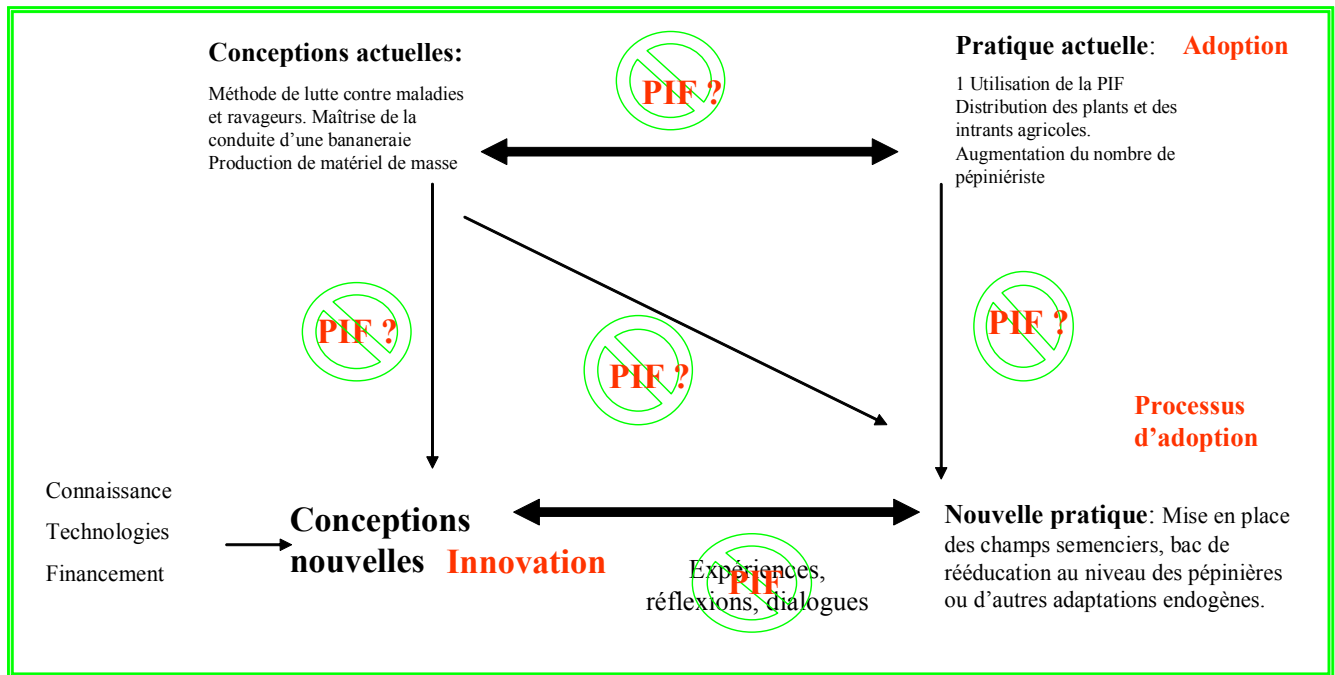 Conceptions actuelles:
Méthode de lutte contre maladies
et ravageurs. Maîtrise de la
conduite d'une bananeraie
Production de matériel de masse
PIF ?
Pratique actuelle: Adoption
1 Utilisation de la PIF
Distribution des plants et des
intrants agricoles.
Augmentation du nombre de
pépiniériste
PIF ?
PIF ?
PIF ?
Processus
d'adoption
Connaissance
Technologies
Financement
Conceptions
nouvelles Innovation
Expériences,
PIF
réflexions, dialogues
Nouvelle pratique: Mise en place
des champs semenciers, bac de
rééducation au niveau des pépinières
ou d'autres adaptations endogènes.